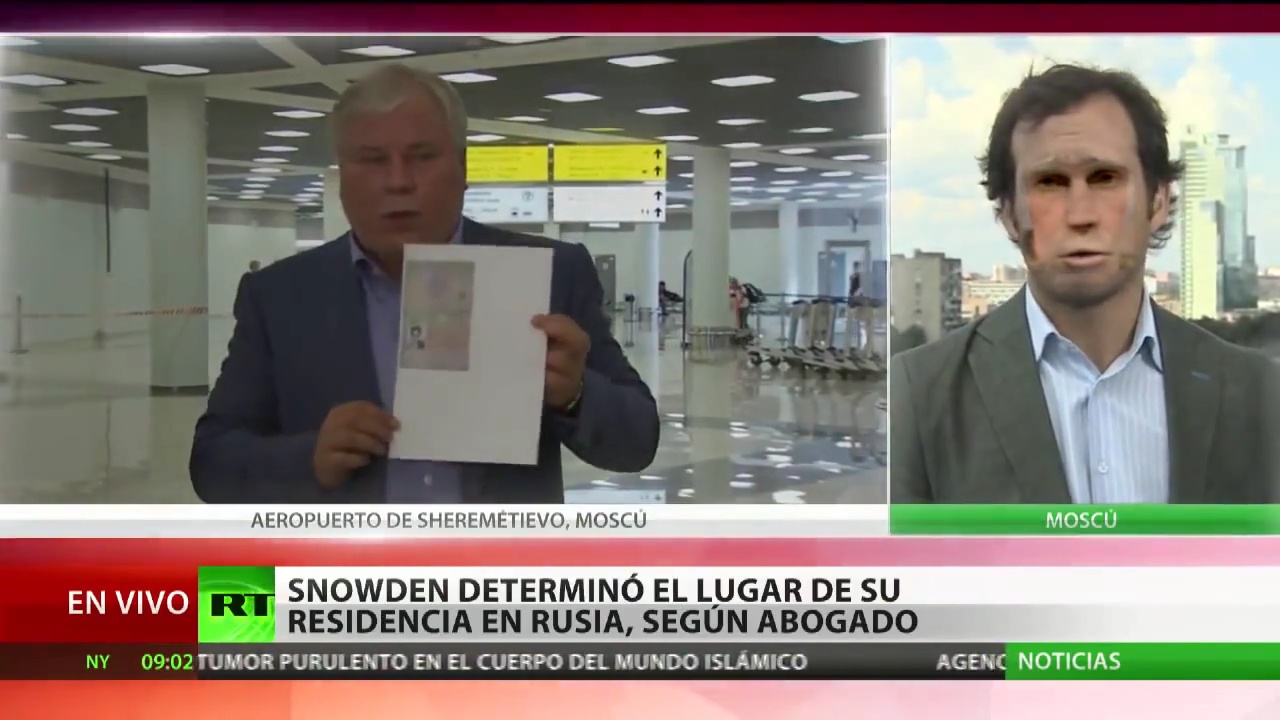 AEROPUERTO DE SHEREMÉTIEVO, MOSCÚ
MOSCÚ
EN VIVO
RT
SNOWDEN DETERMINÓ EL LUGAR DE SU
RESIDENCIA EN RUSIA, SEGÚN ABOGADO
NY 09:02 TUMOR PURULENTO EN EL CUERPO DEL MUNDO ISLÁMICO AGENC
NOTICIAS